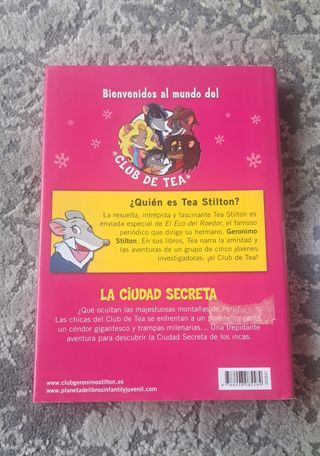 Bienvenidos al mundo del
CLUB DE TEA
¿Quién es Tea Stilton?
La resuelta, intrépida y fascinante Tea Stilton es
enviada especial de El Eco del Roedor, el famoso
periódico que dirige su hermano, Geronimo
Stilton. En sus libros, Tea narra la amistad y
las aventuras de un grupo de cinco jóvenes
investigadoras: ¡el Club de Tea!
LA CIUDAD SECRETA
¿Qué ocultan las majestuosas montañas de Perú?
Las chicas del Club de Tea se enfrentan a un puente colgante,
un cóndor gigantesco y trampas milenarias... Una trepidante
aventura para descubrir la Ciudad Secreta de los incas.
www.clubgeronimostilton.es
www.planetadelibrosinfantilyjuvenil.com